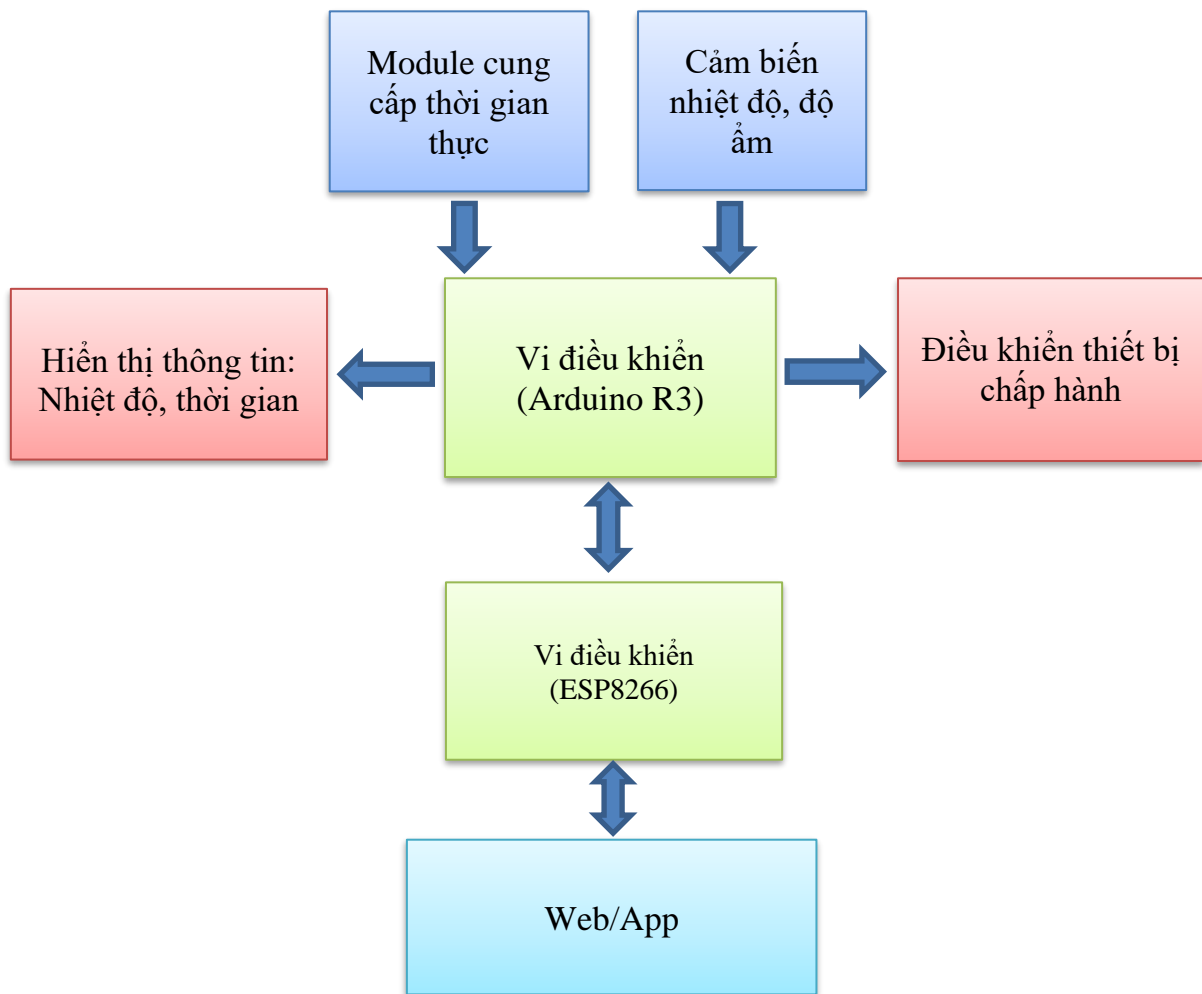 Module cung
cấp thời gian
thực
Cảm biến
nhiệt độ, độ
ẩm
Hiển thị thông tin:
Nhiệt độ, thời gian
Vi điều khiển
(Arduino R3)
Điều khiển thiết bị
chấp hành
Vi điều khiển
(ESP8266)
Web/App